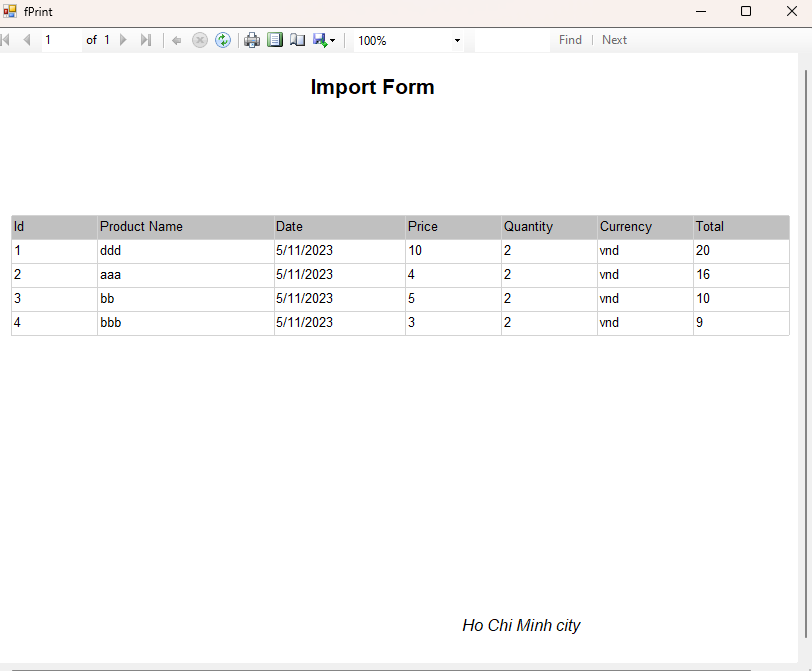 fPrint
1 of 1 100% Find Next
Import Form
Id Product Name Date Price Quantity Currency Total
1 ddd 5/11/2023 10 2 vnd 20
2 aaa 5/11/2023 4 2 vnd 16
3 bb 5/11/2023 5 2 vnd 10
4 bbb 5/11/2023 3 2 vnd 9
Ho Chi Minh city